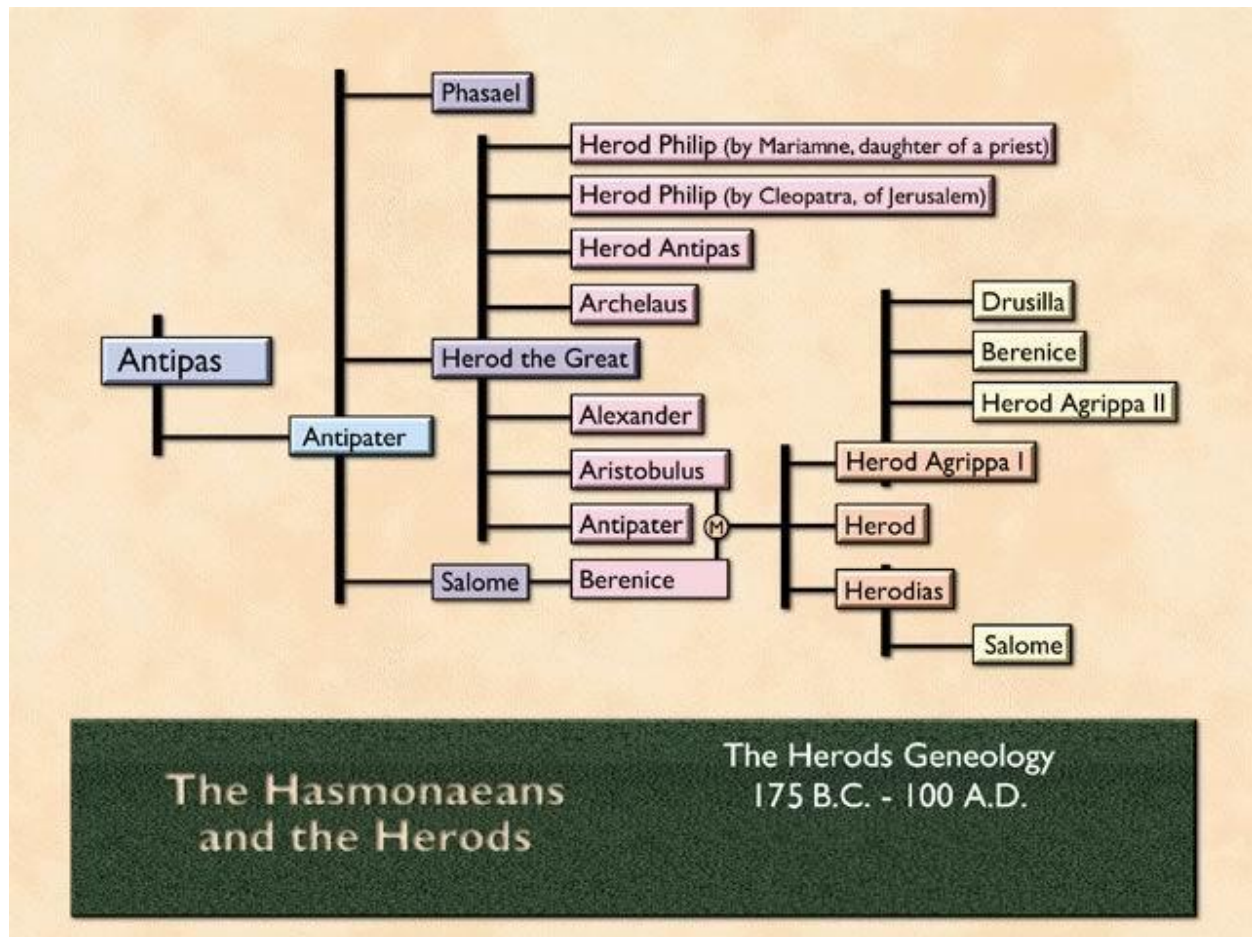 Phasael
Herod Philip (by Mariamne, daughter of a priest)
Herod Philip (by Cleopatra, of Jerusalem)
Herod Antipas
Archelaus
Drusilla
Berenice
Antipas
Herod the Great
Herod Agrippa II
Alexander
Antipater
Aristobulus
Herod Agrippa I
Antipater
M
Herod
Salome
Berenice
Herodias
Salome
The Hasmonaeans
and the Herods
The Herods Geneology
175 B.C. - 100 A.D.